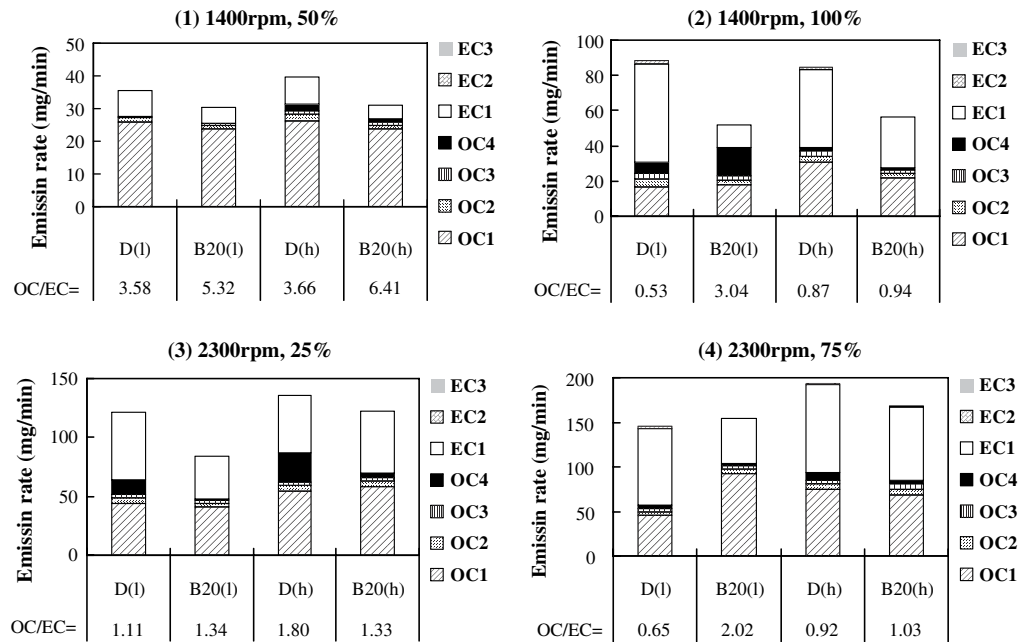 (1) 1400rpm, 50%
Emissin rate (mg/min)
50
40
30
20
10
0
EC3
EC2
EC1
OC4
OC3
OC2
OC1
D(l) B20(l) D(h) B20(h)
OC/EC= 3.58 5.32 3.66 6.41
(2) 1400rpm, 100%
Emissin rate (mg/min)
100
80
60
40
20
0
EC3
EC2
EC1
OC4
OC3
OC2
OC1
D(l) B20(l) D(h) B20(h)
OC/EC= 0.53 3.04 0.87 0.94
(3) 2300rpm, 25%
Emissin rate (mg/min)
150
100
50
0
EC3
EC2
EC1
OC4
OC3
OC2
OC1
D(l) B20(l) D(h) B20(h)
OC/EC= 1.11 1.34 1.80 1.33
(4) 2300rpm, 75%
Emissin rate (mg/min)
200
150
100
50
0
EC3
EC2
EC1
OC4
OC3
OC2
OC1
D(l) B20(l) D(h) B20(h)
OC/EC= 0.65 2.02 0.92 1.03